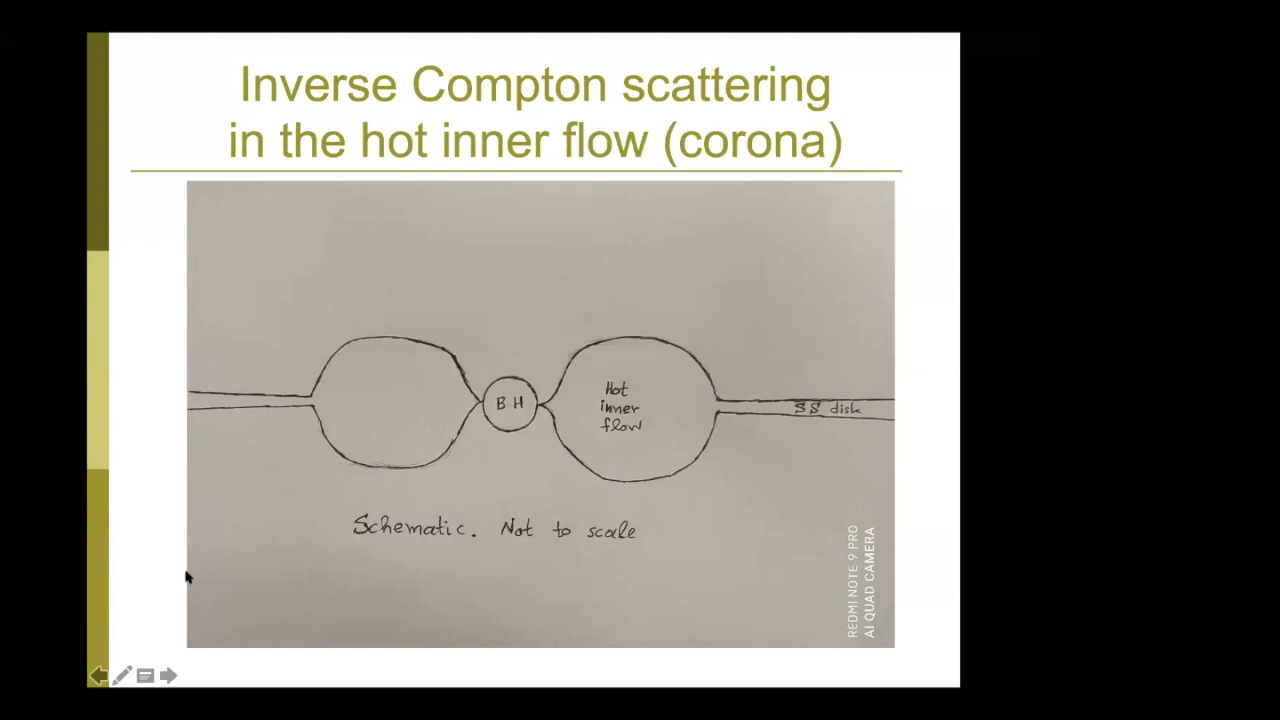 Inverse Compton scattering
in the hot inner flow (corona)
BH
Hot
inner
flow
SS disk
Schematic. Not to scale
REDMI NOTE 9 PRO
AI QUAD CAMERA